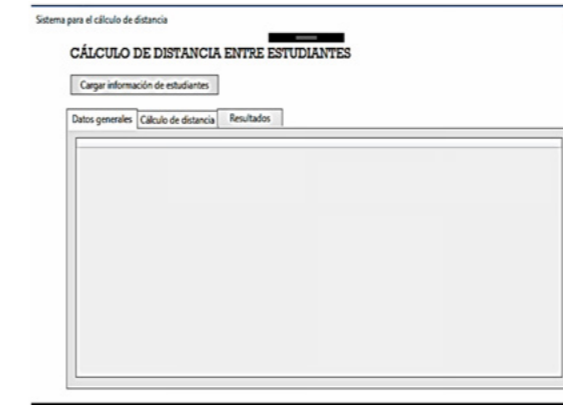 Sistema para el cálculo de distancia
CÁLCULO DE DISTANCIA ENTRE ESTUDIANTES
Cargar información de estudiantes
Datos generales Cálculo de distancia Resultados